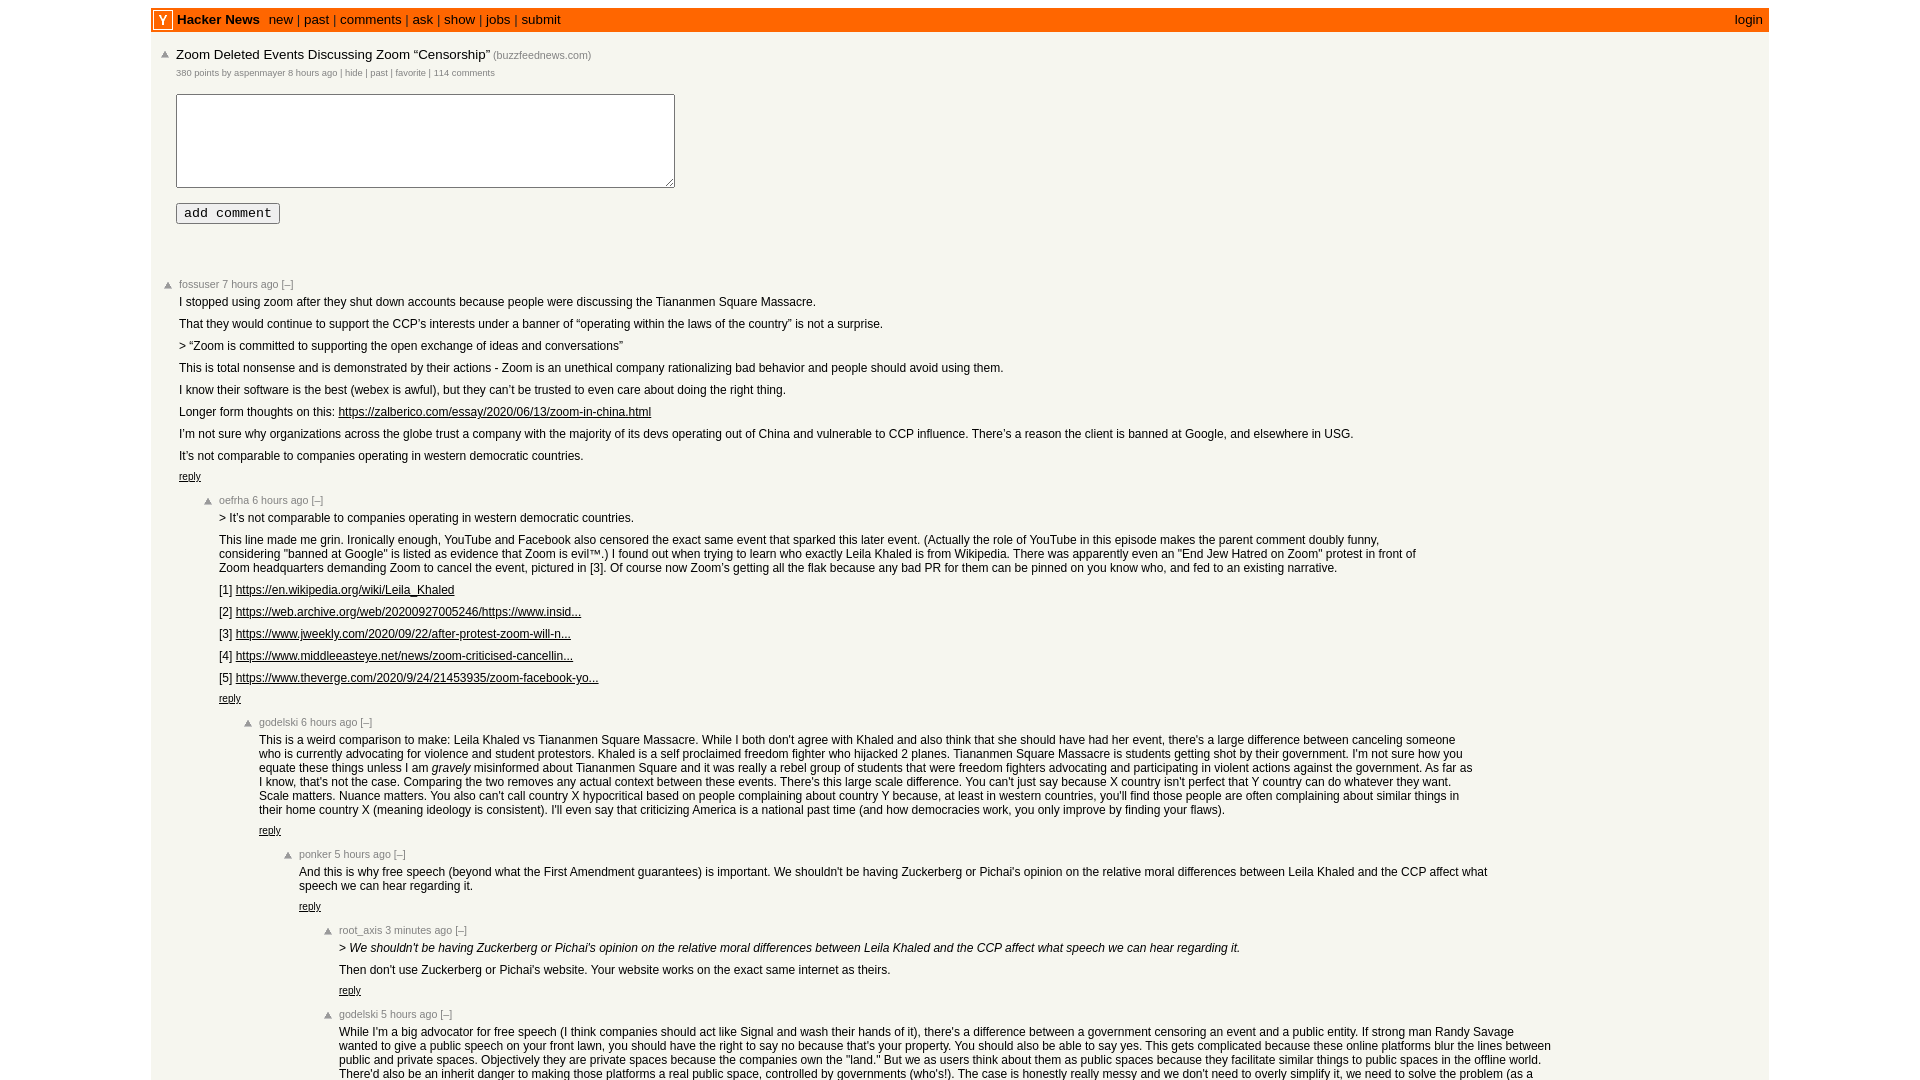 Y Hacker News new | past | comments | ask | show | jobs | submit login
Zoom Deleted Events Discussing Zoom “Censorship” (buzzfeednews.com)
380 points by aspenmayer 8 hours ago | hide | past | favorite | 114 comments
add comment
fossuser 7 hours ago [–]
I stopped using zoom after they shut down accounts because people were discussing the Tiananmen Square Massacre.
That they would continue to support the CCP’s interests under a banner of “operating within the laws of the country” is not a surprise.
> “Zoom is committed to supporting the open exchange of ideas and conversations”
This is total nonsense and is demonstrated by their actions - Zoom is an unethical company rationalizing bad behavior and people should avoid using them.
I know their software is the best (webex is awful), but they can’t be trusted to even care about doing the right thing.
Longer form thoughts on this: https://zalberico.com/essay/2020/06/13/zoom-in-china.html
I’m not sure why organizations across the globe trust a company with the majority of its devs operating out of China and vulnerable to CCP influence. There’s a reason the client is banned at Google, and elsewhere in USG.
It’s not comparable to companies operating in western democratic countries.
reply
oefrha 6 hours ago [–]
> It’s not comparable to companies operating in western democratic countries.
This line made me grin. Ironically enough, YouTube and Facebook also censored the exact same event that sparked this later event. (Actually the role of YouTube in this episode makes the parent comment doubly funny,
considering "banned at Google" is listed as evidence that Zoom is evil™.) I found out when trying to learn who exactly Leila Khaled is from Wikipedia. There was apparently even an "End Jew Hatred on Zoom" protest in front of
Zoom headquarters demanding Zoom to cancel the event, pictured in [3]. Of course now Zoom’s getting all the flak because any bad PR for them can be pinned on you know who, and fed to an existing narrative.
[1] https://en.wikipedia.org/wiki/Leila_Khaled
[2] https://web.archive.org/web/20200927005246/https://www.insid...
[3] https://www.jweekly.com/2020/09/22/after-protest-zoom-will-n...
[4] https://www.middleeasteye.net/news/zoom-criticised-cancellin...
[5] https://www.theverge.com/2020/9/24/21453935/zoom-facebook-yo...
reply
godelski 6 hours ago [–]
This is a weird comparison to make: Leila Khaled vs Tiananmen Square Massacre. While I both don't agree with Khaled and also think that she should have had her event, there's a large difference between canceling someone
who is currently advocating for violence and student protestors. Khaled is a self proclaimed freedom fighter who hijacked 2 planes. Tiananmen Square Massacre is students getting shot by their government. I'm not sure how you
equate these things unless I am gravely misinformed about Tiananmen Square and it was really a rebel group of students that were freedom fighters advocating and participating in violent actions against the government. As far as
I know, that's not the case. Comparing the two removes any actual context between these events. There's this large scale difference. You can't just say because X country isn't perfect that Y country can do whatever they want.
Scale matters. Nuance matters. You also can't call country X hypocritical based on people complaining about country Y because, at least in western countries, you'll find those people are often complaining about similar things in
their home country X (meaning ideology is consistent). I'll even say that criticizing America is a national past time (and how democracies work, you only improve by finding your flaws).
reply
ponker 5 hours ago [–]
And this is why free speech (beyond what the First Amendment guarantees) is important. We shouldn't be having Zuckerberg or Pichai's opinion on the relative moral differences between Leila Khaled and the CCP affect what
speech we can hear regarding it.
reply
root_axis 3 minutes ago [–]
> We shouldn't be having Zuckerberg or Pichai's opinion on the relative moral differences between Leila Khaled and the CCP affect what speech we can hear regarding it.
Then don't use Zuckerberg or Pichai's website. Your website works on the exact same internet as theirs.
reply
godelski 5 hours ago [–]
While I'm a big advocator for free speech (I think companies should act like Signal and wash their hands of it), there's a difference between a government censoring an event and a public entity. If strong man Randy Savage
wanted to give a public speech on your front lawn, you should have the right to say no because that's your property. You should also be able to say yes. This gets complicated because these online platforms blur the lines between
public and private spaces. Objectively they are private spaces because the companies own the "land." But we as users think about them as public spaces because they facilitate similar things to public spaces in the offline world.
There'd also be an inherit danger to making those platforms a real public space, controlled by governments (who's!). The case is honestly really messy and we don't need to overly simplify it, we need to solve the problem (as a